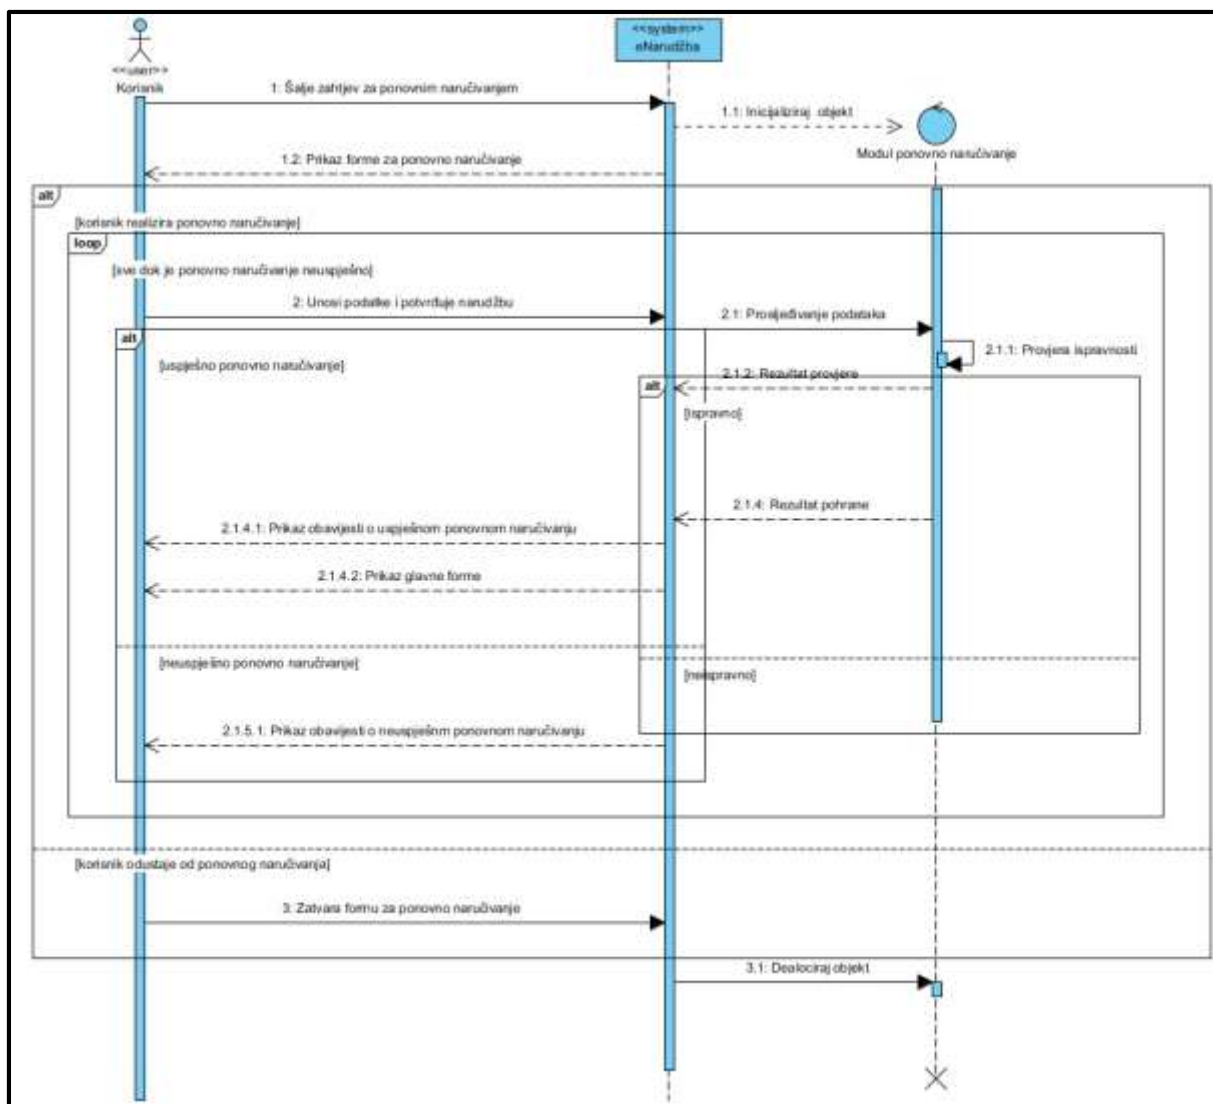 <<system>>
eNarudžba
<<user>>
Korisnik
1: Šalje zahtjev za ponovnim naručivanjem
1.1: Inicijaliziraj objekt
Modul ponovno naručivanje
1.2: Prikaz forme za ponovno naručivanje
alt
[korisnik realizira ponovno naručivanje]
loop
[sve dok je ponovno naručivanje neuspješno]
2: Unosi podatke i potvrđuje narudžbu
2.1: Prosljeđivanje podataka
alt
2.1.1: Provjera ispravnosti
[uspješno ponovno naručivanje]
2.1.2: Rezultat provjere
alt
[ispravno]
2.1.4: Rezultat pohrane
2.1.4.1: Prikaz obavijesti o uspješnom ponovnom naručivanju
2.1.4.2: Prikaz glavne forme
[neuspješno ponovno naručivanje]
[neispravno]
2.1.5.1: Prikaz obavijesti o neuspješnm ponovnom naručivanju
[korisnik odustaje od ponovnog naručivanja]
3: Zatvara formu za ponovno naručivanje
3.1: Dealociraj objekt